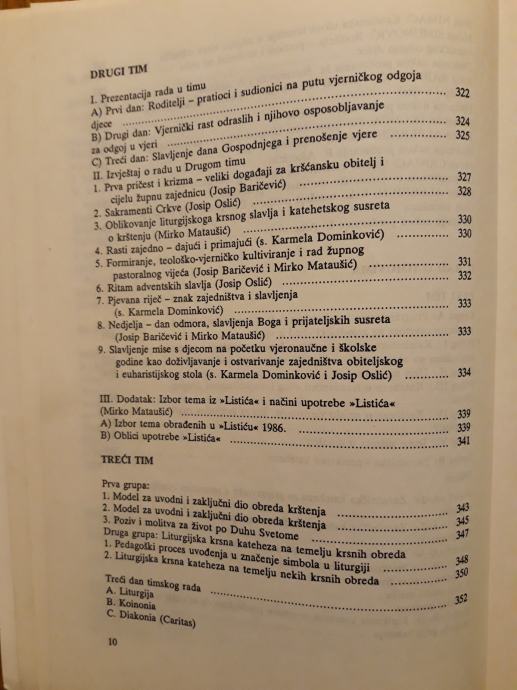 DRUGI TIM
I. Prezentacija rada u timu
A) Prvi dan: Roditelji – pratioci i sudionici na putu vjerničkog odgoja
djece ........ 322
B) Drugi dan: Vjernički rast odraslih i njihovo osposobljavanje
za odgoj u vjeri ........ 324
C) Treći dan: Slavljenje dana Gospodnjega i prenošenje vjere ........ 325
II. Izvještaj o radu u Drugom timu
1. Prva pričest i krizma – veliki događaji za kršćansku obitelj i
cijelu župnu zajednicu (Josip Baričević) ........ 327
2. Sakramenti Crkve (Josip Oslić) ........ 328
3. Oblikovanje liturgijskoga krsnog slavlja i katehetskog susreta
o krštenju (Mirko Mataušić) ........ 330
4. Rasti zajedno – dajući i primajući (s. Karmela Dominković) ........ 330
5. Formiranje, teološko-vjerničko kultiviranje i rad župnog
pastoralnog vijeća (Josip Baričević i Mirko Mataušić) ........ 331
6. Ritam adventskih slavlja (Josip Oslić) ........ 332
7. Pjevana riječ – znak zajedništva i slavljenja
(s. Karmela Dominković) ........ 333
8. Nedjelja – dan odmora, slavljenja Boga i prijateljskih susreta
(Josip Baričević i Mirko Mataušić) ........ 333
9. Slavljenje mise s djecom na početku vjeronaučne i školske
godine kao doživljavanje i ostvarivanje zajedništva obiteljskog
i euharistijskog stola (s. Karmela Dominković i Josip Oslić) ........ 334
III. Dodatak: Izbor tema iz »Listića« i načini upotrebe »Listića«
(Mirko Mataušić) ........ 339
A) Izbor tema obrađenih u »Listiću« 1986. ........ 339
B) Oblici upotrebe »Listića« ........ 341
TREĆI TIM
Prva grupa:
1. Model za uvodni i zaključni dio obreda krštenja ........ 343
2. Model za uvodni i zaključni dio obreda krštenja ........ 345
3. Poziv i molitva za život po Duhu Svetome ........ 347
Druga grupa: Liturgijska krsna kateheza na temelju krsnih obreda
1. Pedagoški proces uvođenja u značenje simbola u liturgiji ........ 348
2. Liturgijska krsna kateheza na temelju nekih krsnih obreda ........ 350
Treći dan timskog rada
A. Liturgija ........ 352
B. Koinonia
C. Diakonia (Caritas)
10